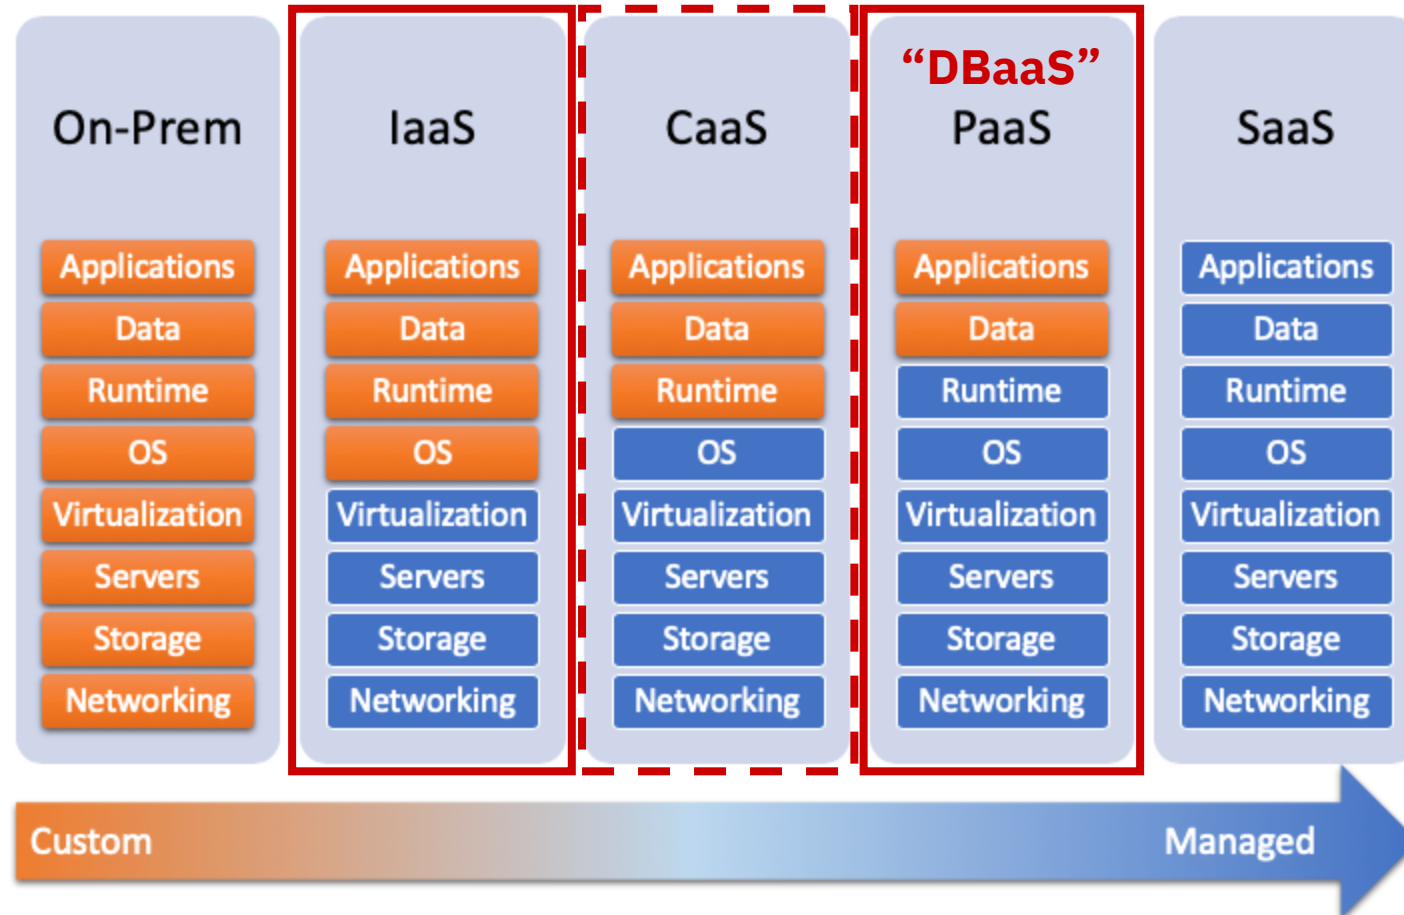 “DBaaS”
On-Prem
IaaS
CaaS
PaaS
SaaS
Applications
Data
Runtime
OS
Virtualization
Servers
Storage
Networking
Applications
Data
Runtime
OS
Virtualization
Servers
Storage
Networking
Applications
Data
Runtime
OS
Virtualization
Servers
Storage
Networking
Applications
Data
Runtime
OS
Virtualization
Servers
Storage
Networking
Applications
Data
Runtime
OS
Virtualization
Servers
Storage
Networking
Custom
Managed